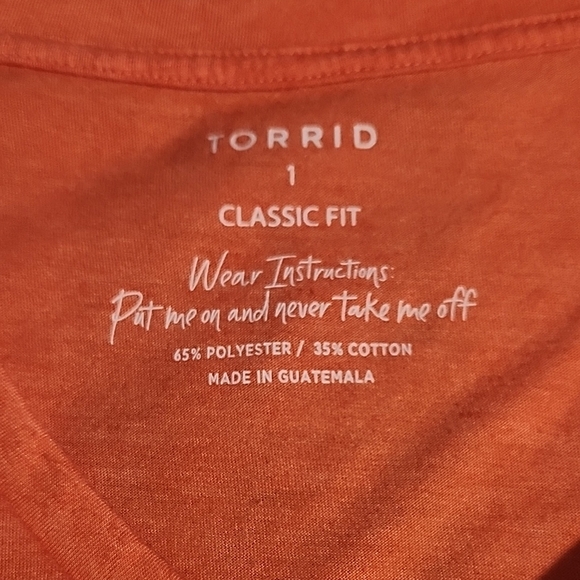 TORRID
1
CLASSIC FIT
Wear Instructions:
Put me on and never take me off
65% POLYESTER / 35% COTTON
MADE IN GUATEMALA